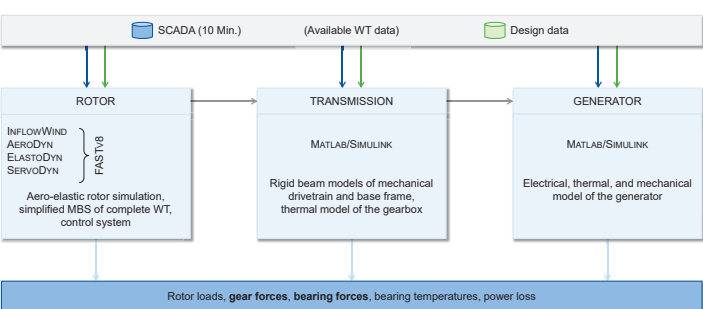 SCADA (10 Min.) (Available WT data) Design data
ROTOR
INFLOWWIND
AERODYN
ELASTODYN
SERVODYN
FASTV8
Aero-elastic rotor simulation,
simplified MBS of complete WT,
control system
TRANSMISSION
MATLAB/SIMULINK
Rigid beam models of mechanical
drivetrain and base frame,
thermal model of the gearbox
GENERATOR
MATLAB/SIMULINK
Electrical, thermal, and mechanical
model of the generator
Rotor loads, gear forces, bearing forces, bearing temperatures, power loss